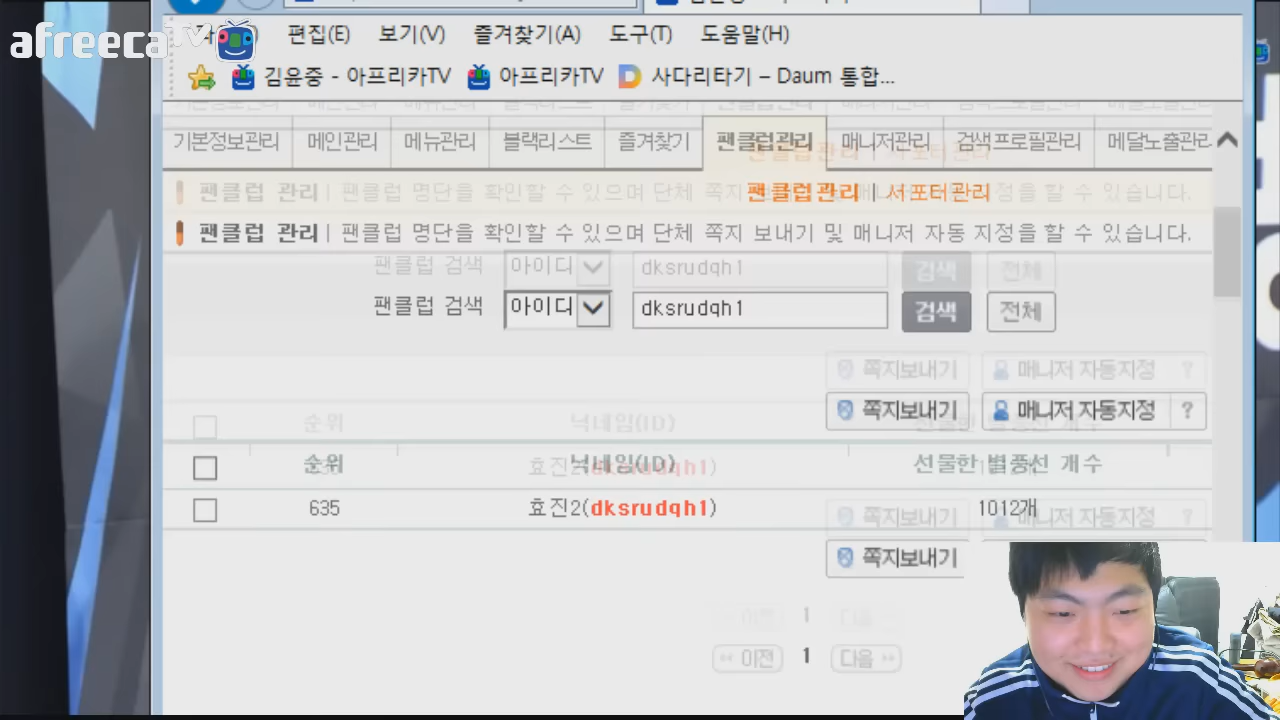 afreecaTV
편집(E) 보기(V) 즐겨찾기(A) 도구(T) 도움말(H)
김윤중 - 아프리카TV 아프리카TV 사다리타기 – Daum 통합...
기본정보관리 메인관리 메뉴관리 블랙리스트 즐겨찾기 팬클럽관리 매니저관리 검색프로필관리 메달노출관리
팬클럽관리 | 서포터관리
팬클럽 관리 | 팬클럽 명단을 확인할 수 있으며 단체 쪽지 보내기 및 매니저 자동 지정을 할 수 있습니다.
팬클럽 검색 아이디 dksrudqh1 검색 전체
쪽지보내기 매니저 자동지정 ?
순위 닉네임(ID) 선물한 별풍선 개수
635 효진2(dksrudqh1) 1012개
쪽지보내기
« 이전 1 다음 »